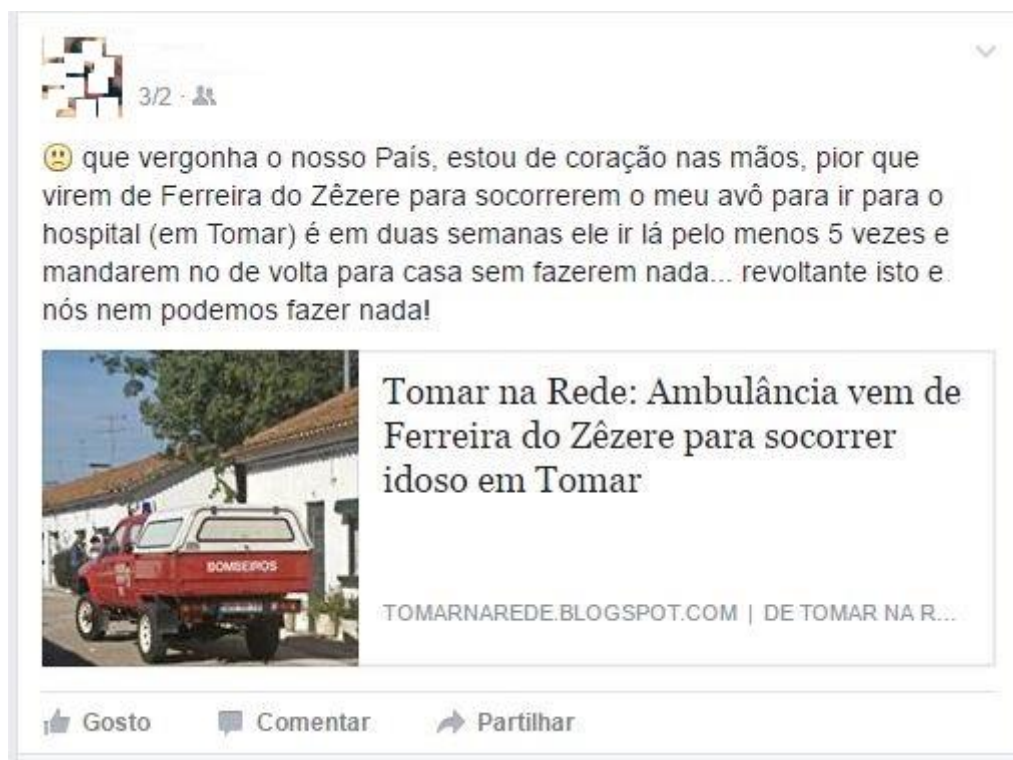 3/2 ·
que vergonha o nosso País, estou de coração nas mãos, pior que
virem de Ferreira do Zêzere para socorrerem o meu avô para ir para o
hospital (em Tomar) é em duas semanas ele ir lá pelo menos 5 vezes e
mandarem no de volta para casa sem fazerem nada... revoltante isto e
nós nem podemos fazer nada!
Tomar na Rede: Ambulância vem de
Ferreira do Zêzere para socorrer
idoso em Tomar
BOMBEIROS
TOMARNAREDE.BLOGSPOT.COM | DE TOMAR NA R...
Gosto Comentar Partilhar